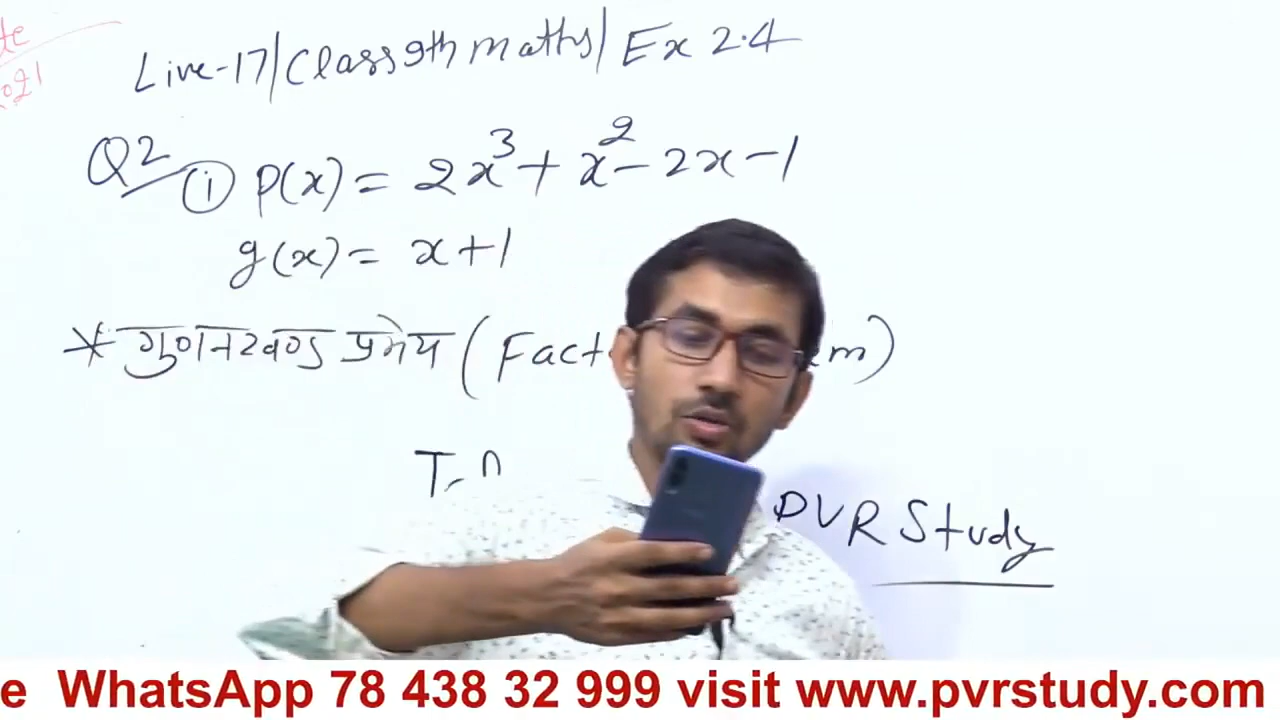 Live-17/Class 9th maths/Ex 2.4
Q2 (i) p(x) = 2x³ + x² - 2x - 1
g(x) = x + 1
* गुणनखण्ड प्रमेय (Fact m)
PVR Study
e WhatsApp 78 438 32 999 visit www.pvrstudy.com